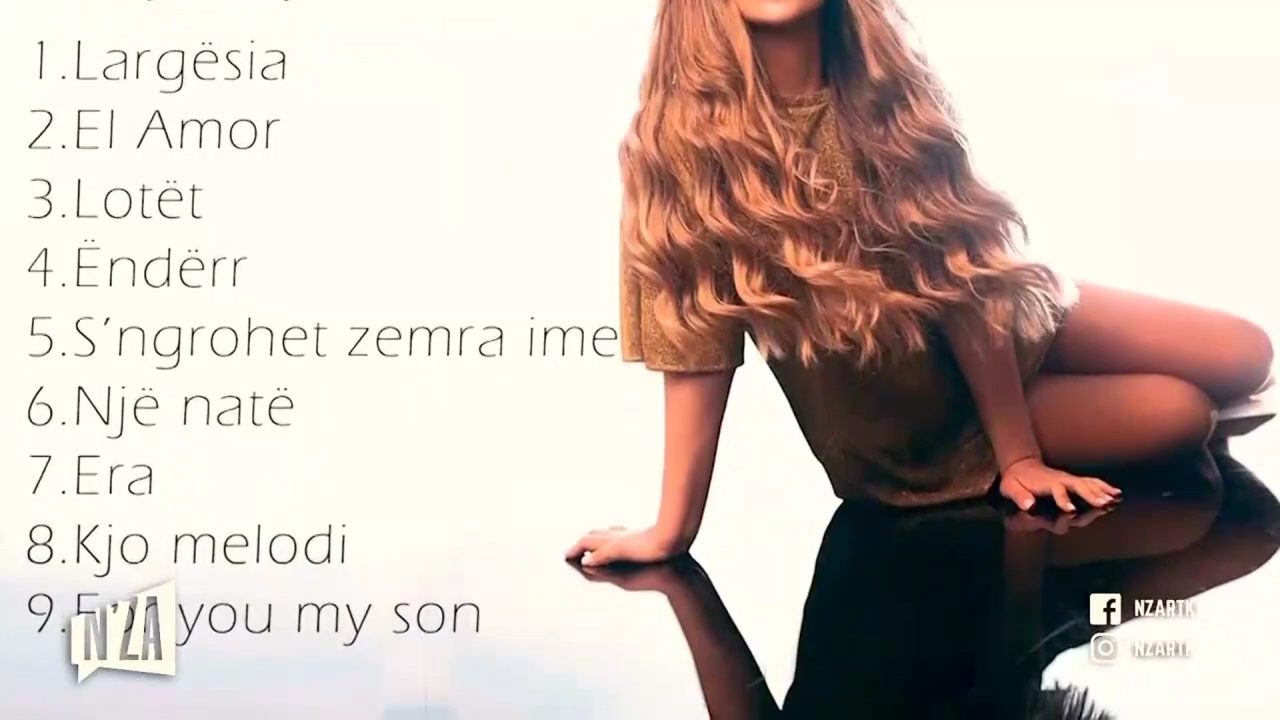 1.Largësia
2.El Amor
3.Lotët
4.Ëndërr
5.S'ngrohet zemra ime
6.Një natë
7.Era
8.Kjo melodi
9.For you my son
N'ZA